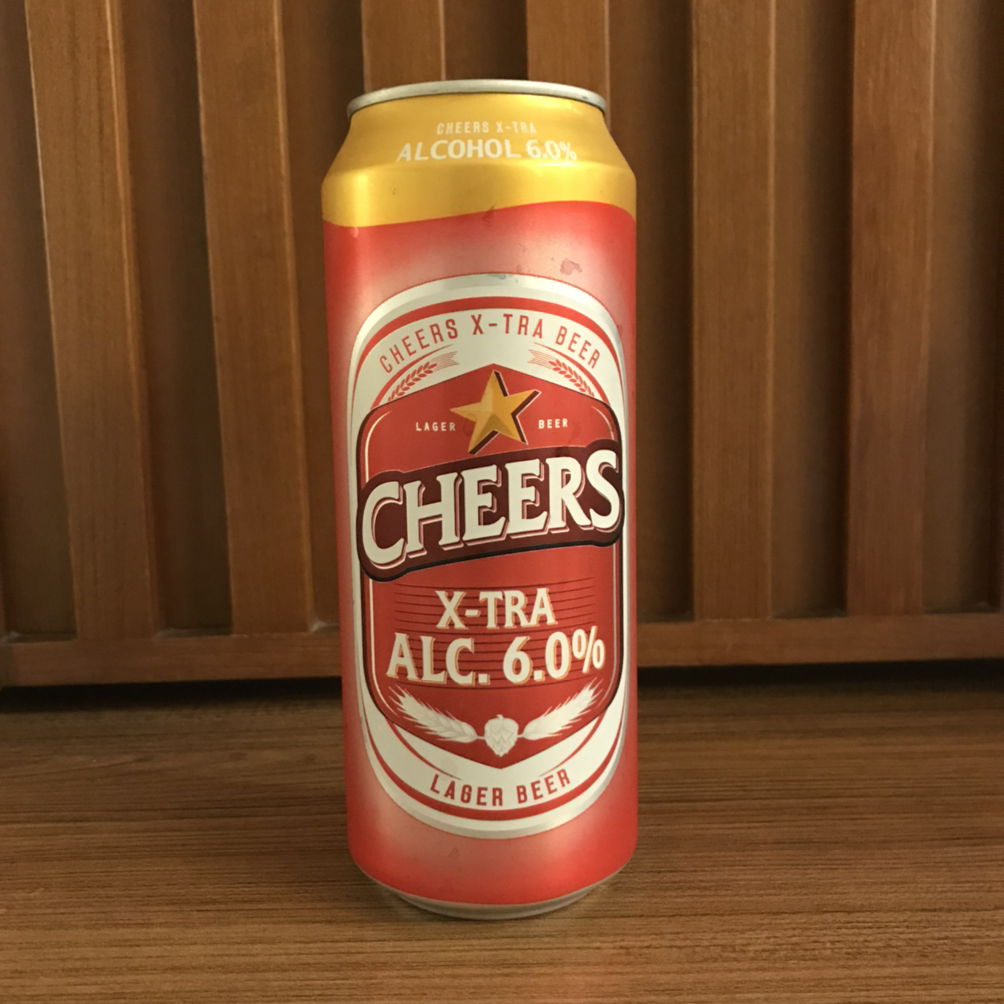 CHEERS X-TRA
ALCOHOL 6.0%
CHEERS X-TRA BEER
LAGER BEER
CHEERS
X-TRA
ALC. 6.0%
LAGER BEER